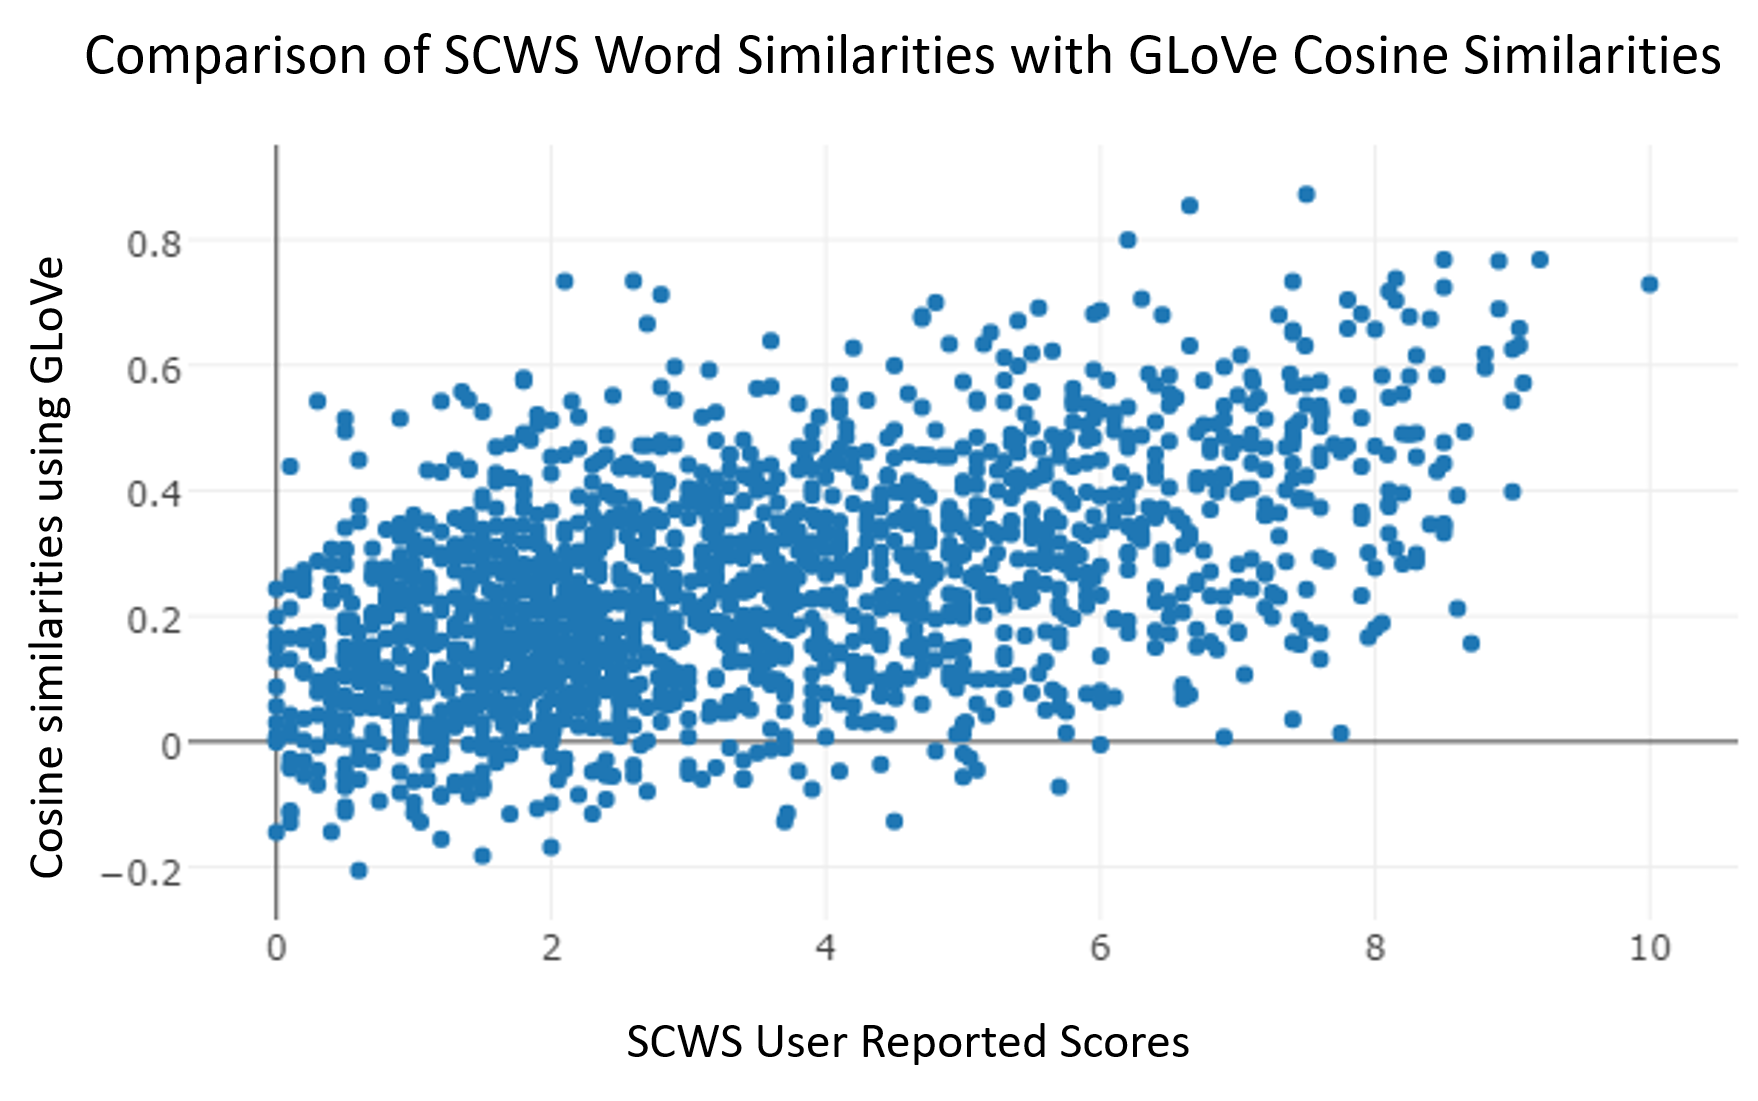 Comparison of SCWS Word Similarities with GLoVe Cosine Similarities
Cosine similarities using GLoVe
0.8
0.6
0.4
0.2
0
−0.2
0 2 4 6 8 10
SCWS User Reported Scores